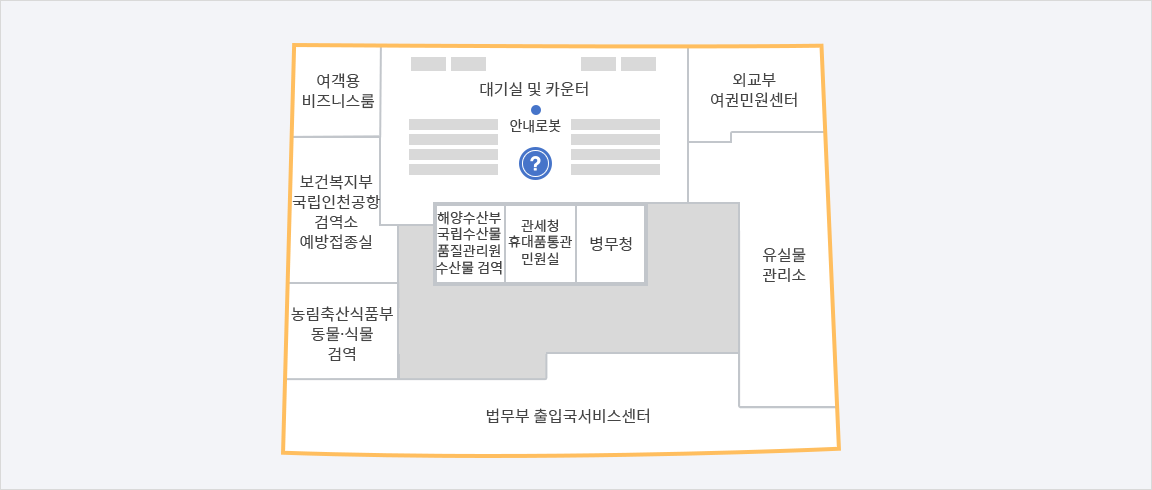 여객용
비즈니스룸
대기실 및 카운터
안내로봇
?
외교부
여권민원센터
보건복지부
국립인천공항
검역소
예방접종실
해양수산부
국립수산물
품질관리원
수산물 검역
관세청
휴대품통관
민원실
병무청
유실물
관리소
농림축산식품부
동물·식물
검역
법무부 출입국서비스센터